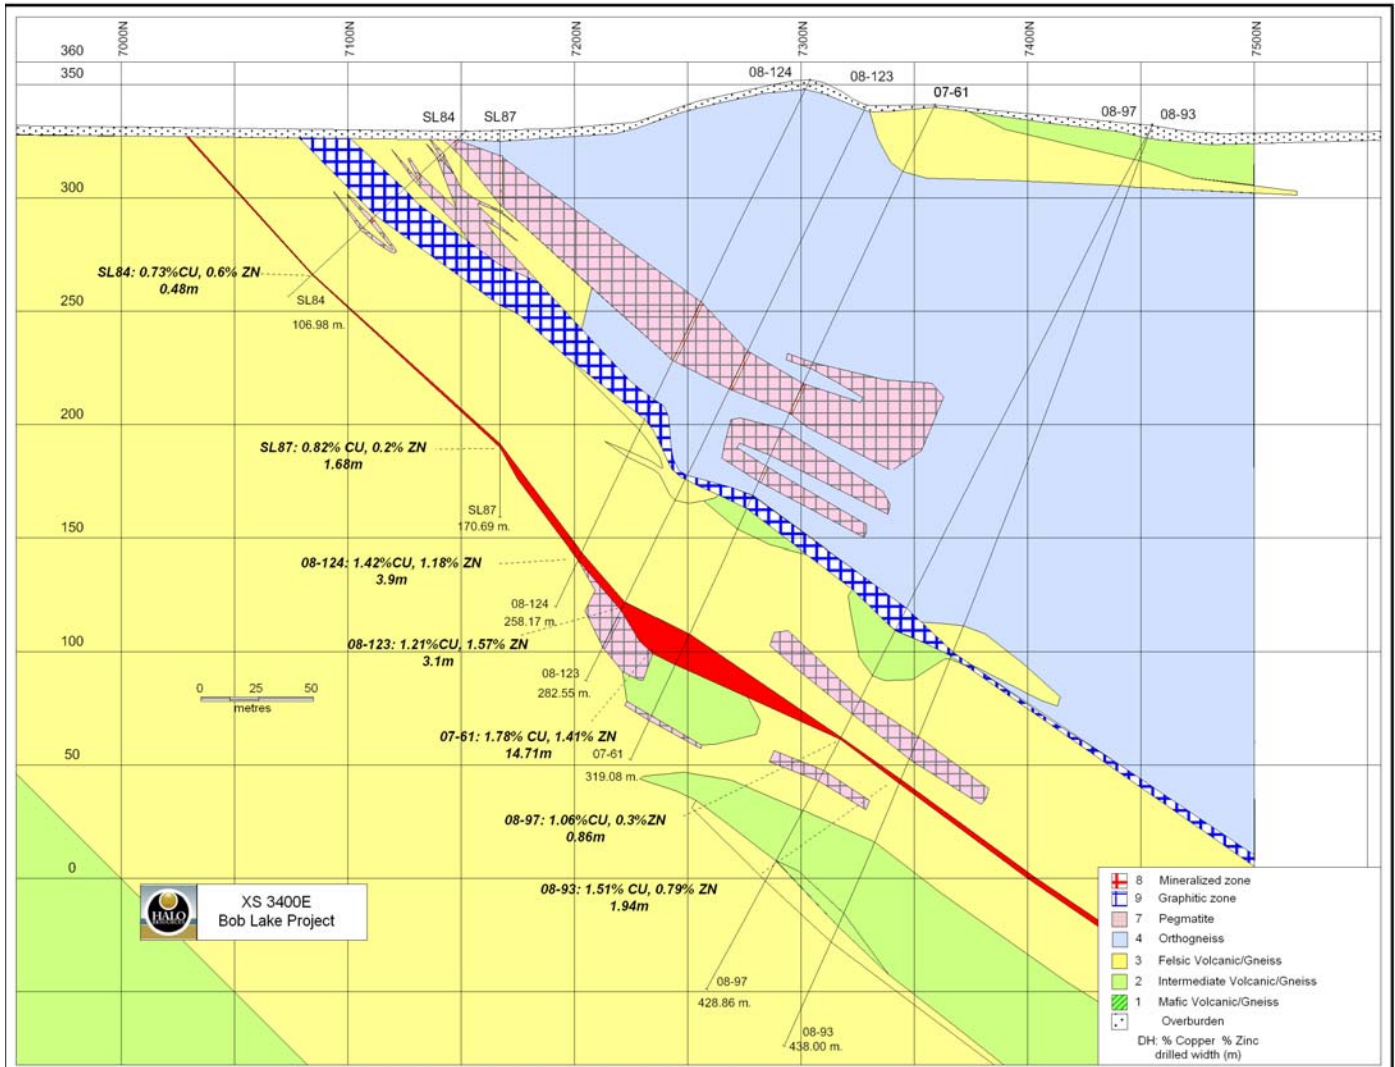 7000N
7100N
7200N
7300N
7400N
7500N
360
350
300
250
200
150
100
50
0
08-124
08-123
07-61
08-97
08-93
SL84
SL87
SL84: 0.73%CU, 0.6% ZN
0.48m
SL84
106.98 m.
SL87: 0.82% CU, 0.2% ZN
1.68m
SL87
170.69 m.
08-124: 1.42%CU, 1.18% ZN
3.9m
08-124
258.17 m.
08-123: 1.21%CU, 1.57% ZN
3.1m
08-123
282.55 m.
0 25 50
metres
07-61: 1.78% CU, 1.41% ZN
14.71m
07-61
319.08 m.
08-97: 1.06%CU, 0.3%ZN
0.86m
08-93: 1.51% CU, 0.79% ZN
1.94m
08-97
428.86 m.
08-93
438.00 m.
HALO
RESOURCES
XS 3400E
Bob Lake Project
8 Mineralized zone
9 Graphitic zone
7 Pegmatite
4 Orthogneiss
3 Felsic Volcanic/Gneiss
2 Intermediate Volcanic/Gneiss
1 Mafic Volcanic/Gneiss
Overburden
DH: % Copper % Zinc
drilled width (m)